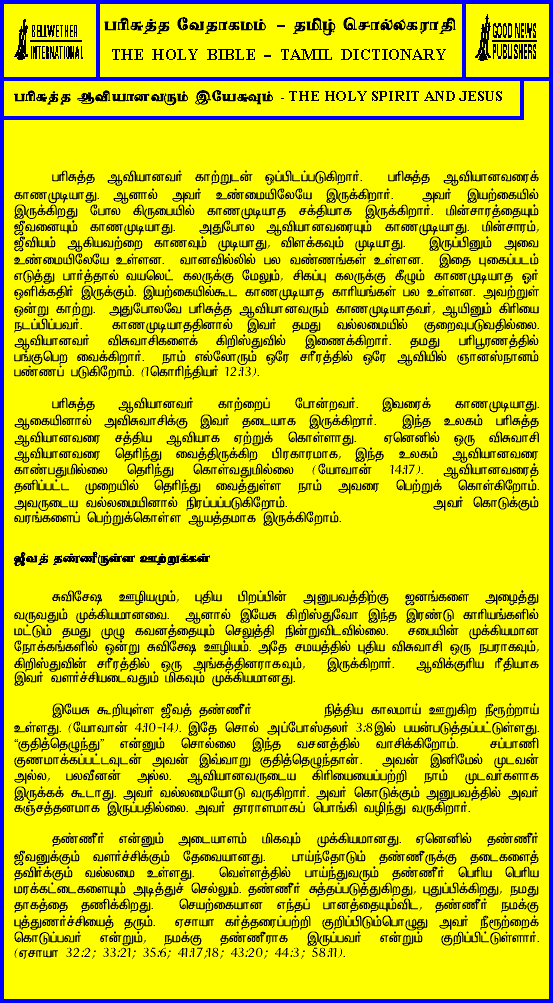 BELLWETHER
INTERNATIONAL
பரிசுத்த வேதாகமம் – தமிழ் சொல்லகராதி
THE HOLY BIBLE – TAMIL DICTIONARY
GOOD NEWS
PUBLISHERS
பரிசுத்த ஆவியானவரும் இயேசுவும் - THE HOLY SPIRIT AND JESUS
பரிசுத்த ஆவியானவர் காற்றுடன் ஒப்பிடப்படுகிறார். பரிசுத்த ஆவியானவரைக்
காணமுடியாது. ஆனால் அவர் உண்மையிலேயே இருக்கிறார். அவர் இயற்கையில்
இருக்கிறது போல கிருபையில் காணமுடியாத சக்தியாக இருக்கிறார். மின்சாரத்தையும்
ஜீவனையும் காணமுடியாது. அதுபோல ஆவியானவரையும் காணமுடியாது. மின்சாரம்,
ஜீவியம் ஆகியவற்றை காணவும் முடியாது, விளக்கவும் முடியாது. இருப்பினும் அவை
உண்மையிலேயே உள்ளன. வானவில்லில் பல வண்ணங்கள் உள்ளன. இதை புகைப்படம்
எடுத்து பார்த்தால் வயலெட் கலருக்கு மேலும், சிகப்பு கலருக்கு கீழும் காணமுடியாத ஓர்
ஒளிக்கதிர் இருக்கும். இயற்கையில்கூட காணமுடியாத காரியங்கள் பல உள்ளன. அவற்றுள்
ஒன்று காற்று. அதுபோலவே பரிசுத்த ஆவியானவரும் காணமுடியாதவர், ஆயினும் கிரியை
நடப்பிப்பவர். காணமுடியாததினால் இவர் தமது வல்லமையில் குறைவுபடுவதில்லை.
ஆவியானவர் விசுவாசிகளைக் கிறிஸ்துவில் இணைக்கிறார். தமது பரிபூரணத்தில்
பங்குபெற வைக்கிறார். நாம் எல்லோரும் ஒரே சரீரத்தில் ஒரே ஆவியில் ஞானஸ்நானம்
பண்ணப் படுகிறோம். (1கொரிந்தியர் 12:13).
பரிசுத்த ஆவியானவர் காற்றைப் போன்றவர். இவரைக் காணமுடியாது.
ஆகையினால் அவிசுவாசிக்கு இவர் தடையாக இருக்கிறார். இந்த உலகம் பரிசுத்த
ஆவியானவரை சத்திய ஆவியாக ஏற்றுக் கொள்ளாது. ஏனெனில் ஒரு விசுவாசி
ஆவியானவரை தெரிந்து வைத்திருக்கிற பிரகாரமாக, இந்த உலகம் ஆவியானவரை
காண்பதுமில்லை தெரிந்து கொள்வதுமில்லை (யோவான் 14:17). ஆவியானவரைத்
தனிப்பட்ட முறையில் தெரிந்து வைத்துள்ள நாம் அவரை பெற்றுக் கொள்கிறோம்.
அவருடைய வல்லமையினால் நிரப்பப்படுகிறோம். அவர் கொடுக்கும்
வரங்களைப் பெற்றுக்கொள்ள ஆயத்தமாக இருக்கிறோம்.
ஜீவத் தண்ணீருள்ள ஊற்றுக்கள்
சுவிசேஷ ஊழியமும், புதிய பிறப்பின் அனுபவத்திற்கு ஜனங்களை அழைத்து
வருவதும் முக்கியமானவை. ஆனால் இயேசு கிறிஸ்துவோ இந்த இரண்டு காரியங்களில்
மட்டும் தமது முழு கவனத்தையும் செலுத்தி நின்றுவிடவில்லை. சபையின் முக்கியமான
நோக்கங்களில் ஒன்று சுவிசேஷ ஊழியம். அதே சமயத்தில் புதிய விசுவாசி ஒரு நபராகவும்,
கிறிஸ்துவின் சரீரத்தில் ஒரு அங்கத்தினராகவும், இருக்கிறார். ஆவிக்குரிய ரீதியாக
இவர் வளர்ச்சியடைவதும் மிகவும் முக்கியமானது.
இயேசு கூறியுள்ள ஜீவத் தண்ணீர் நித்திய காலமாய் ஊறுகிற நீரூற்றாய்
உள்ளது. (யோவான் 4:10-14). இதே சொல் அப்போஸ்தலர் 3:8இல் பயன்படுத்தப்பட்டுள்ளது.
"குதித்தெழுந்து" என்னும் சொல்லை இந்த வசனத்தில் வாசிக்கிறோம். சப்பாணி
குணமாக்கப்பட்டவுடன் அவன் இவ்வாறு குதித்தெழுந்தான். அவன் இனிமேல் முடவன்
அல்ல, பலவீனன் அல்ல. ஆவியானவருடைய கிரியையைப்பற்றி நாம் முடவர்களாக
இருக்கக் கூடாது. அவர் வல்லமையோடு வருகிறார். அவர் கொடுக்கும் அனுபவத்தில் அவர்
கஞ்சத்தனமாக இருப்பதில்லை. அவர் தாராளமாகப் பொங்கி வழிந்து வருகிறார்.
தண்ணீர் என்னும் அடையாளம் மிகவும் முக்கியமானது. ஏனெனில் தண்ணீர்
ஜீவனுக்கும் வளர்ச்சிக்கும் தேவையானது. பாய்ந்தோடும் தண்ணீருக்கு தடைகளைத்
தவிர்க்கும் வல்லமை உள்ளது. வெள்ளத்தில் பாய்ந்துவரும் தண்ணீர் பெரிய பெரிய
மரக்கட்டைகளையும் அடித்துச் செல்லும். தண்ணீர் சுத்தப்படுத்துகிறது, புதுப்பிக்கிறது, நமது
தாகத்தை தணிக்கிறது. செயற்கையான எந்தப் பானத்தையும்விட, தண்ணீர் நமக்கு
புத்துணர்ச்சியைத் தரும். ஏசாயா கர்த்தரைப்பற்றி குறிப்பிடும்பொழுது அவர் நீரூற்றைக்
கொடுப்பவர் என்றும், நமக்கு தண்ணீராக இருப்பவர் என்றும் குறிப்பிட்டுள்ளார்.
(ஏசாயா 32:2; 33:21; 35:6; 41:17,18; 43:20; 44:3; 58:11).